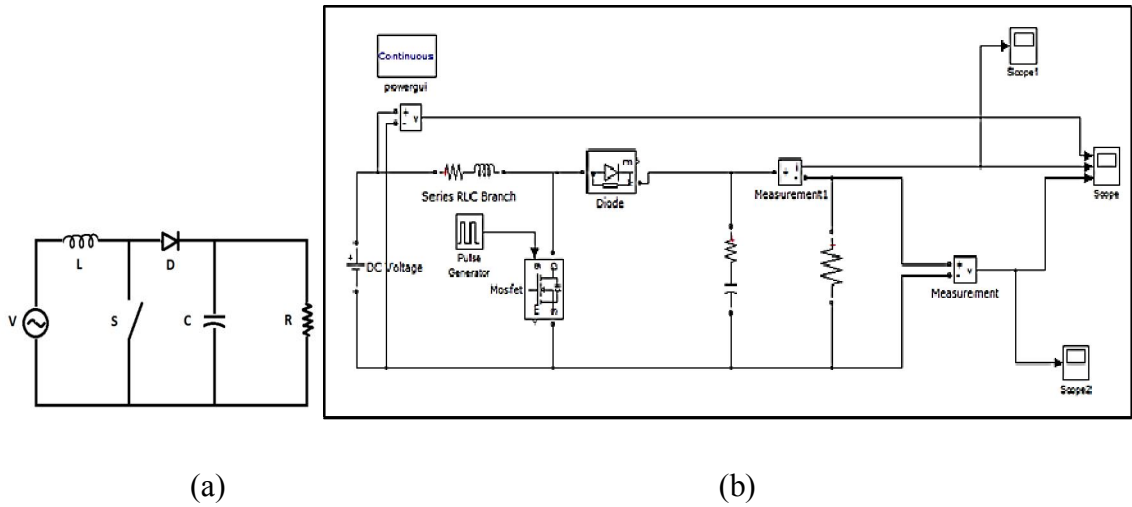 V
L
S
D
C
R
Continuous
powergui
+
-
v
Scope1
Series RLC Branch
Pulse
Generator
+
DC Voltage
Mosfet
g
D
m
S
m
Diode
+
i
-
Measurement1
Scope
+
-
v
Measurement
Scope2
(a)
(b)